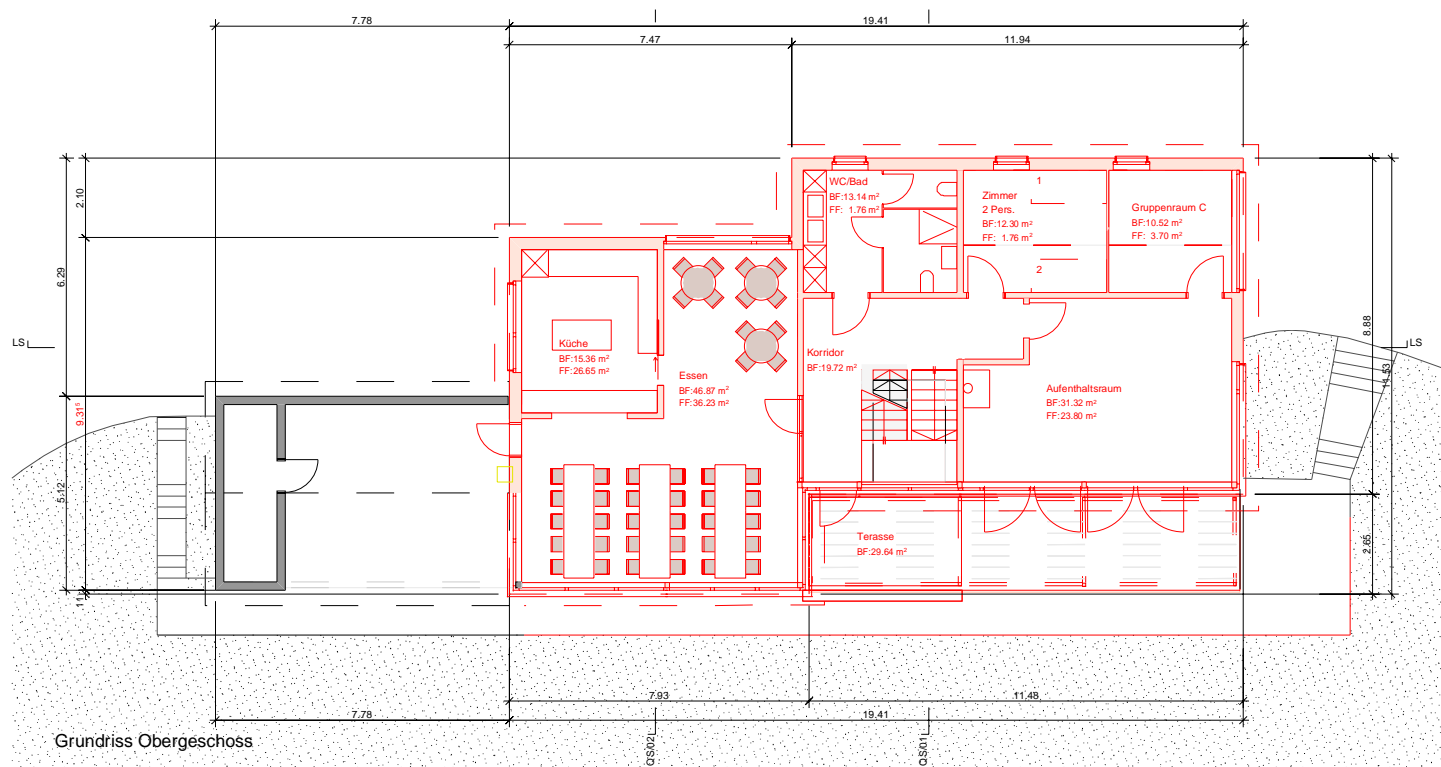 7.78
19.41
7.47
11.94
2.10
6.29
9.31⁵
5.12
11
LS
LS
8.88
11.53
2.65
WC/Bad
BF:13.14 m²
FF: 1.76 m²
Zimmer
2 Pers.
BF:12.30 m²
FF: 1.76 m²
1
2
Gruppenraum C
BF:10.52 m²
FF: 3.70 m²
Küche
BF:15.36 m²
FF:26.65 m²
Essen
BF:46.87 m²
FF:36.23 m²
Korridor
BF:19.72 m²
Aufenthaltsraum
BF:31.32 m²
FF:23.80 m²
Terasse
BF:29.64 m²
7.93
11.48
7.78
19.41
QS02
QS01
Grundriss Obergeschoss